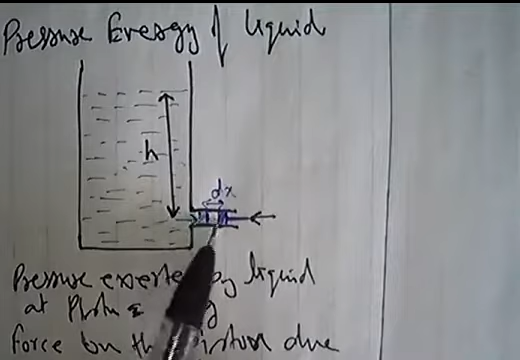 Pressure Energy of liquid
h
dx
Pressure exerted by liquid
at
force on the piston due